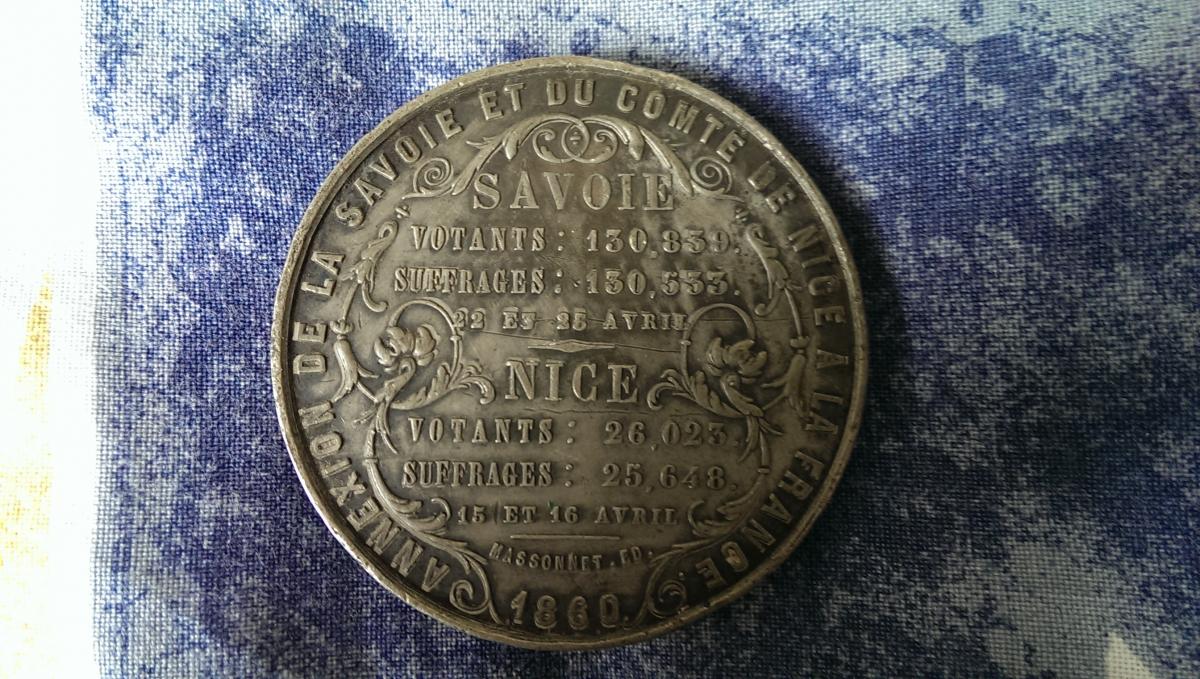 ANNEXION DE LA SAVOIE ET DU COMTE DE NICE A LA FRANCE.
SAVOIE
VOTANTS: 130,839.
SUFFRAGES: 130,533.
22 ET 23 AVRIL
NICE
VOTANTS: 26,023.
SUFFRAGES: 25,648.
15 ET 16 AVRIL
MASSONNET. ED.
1860.